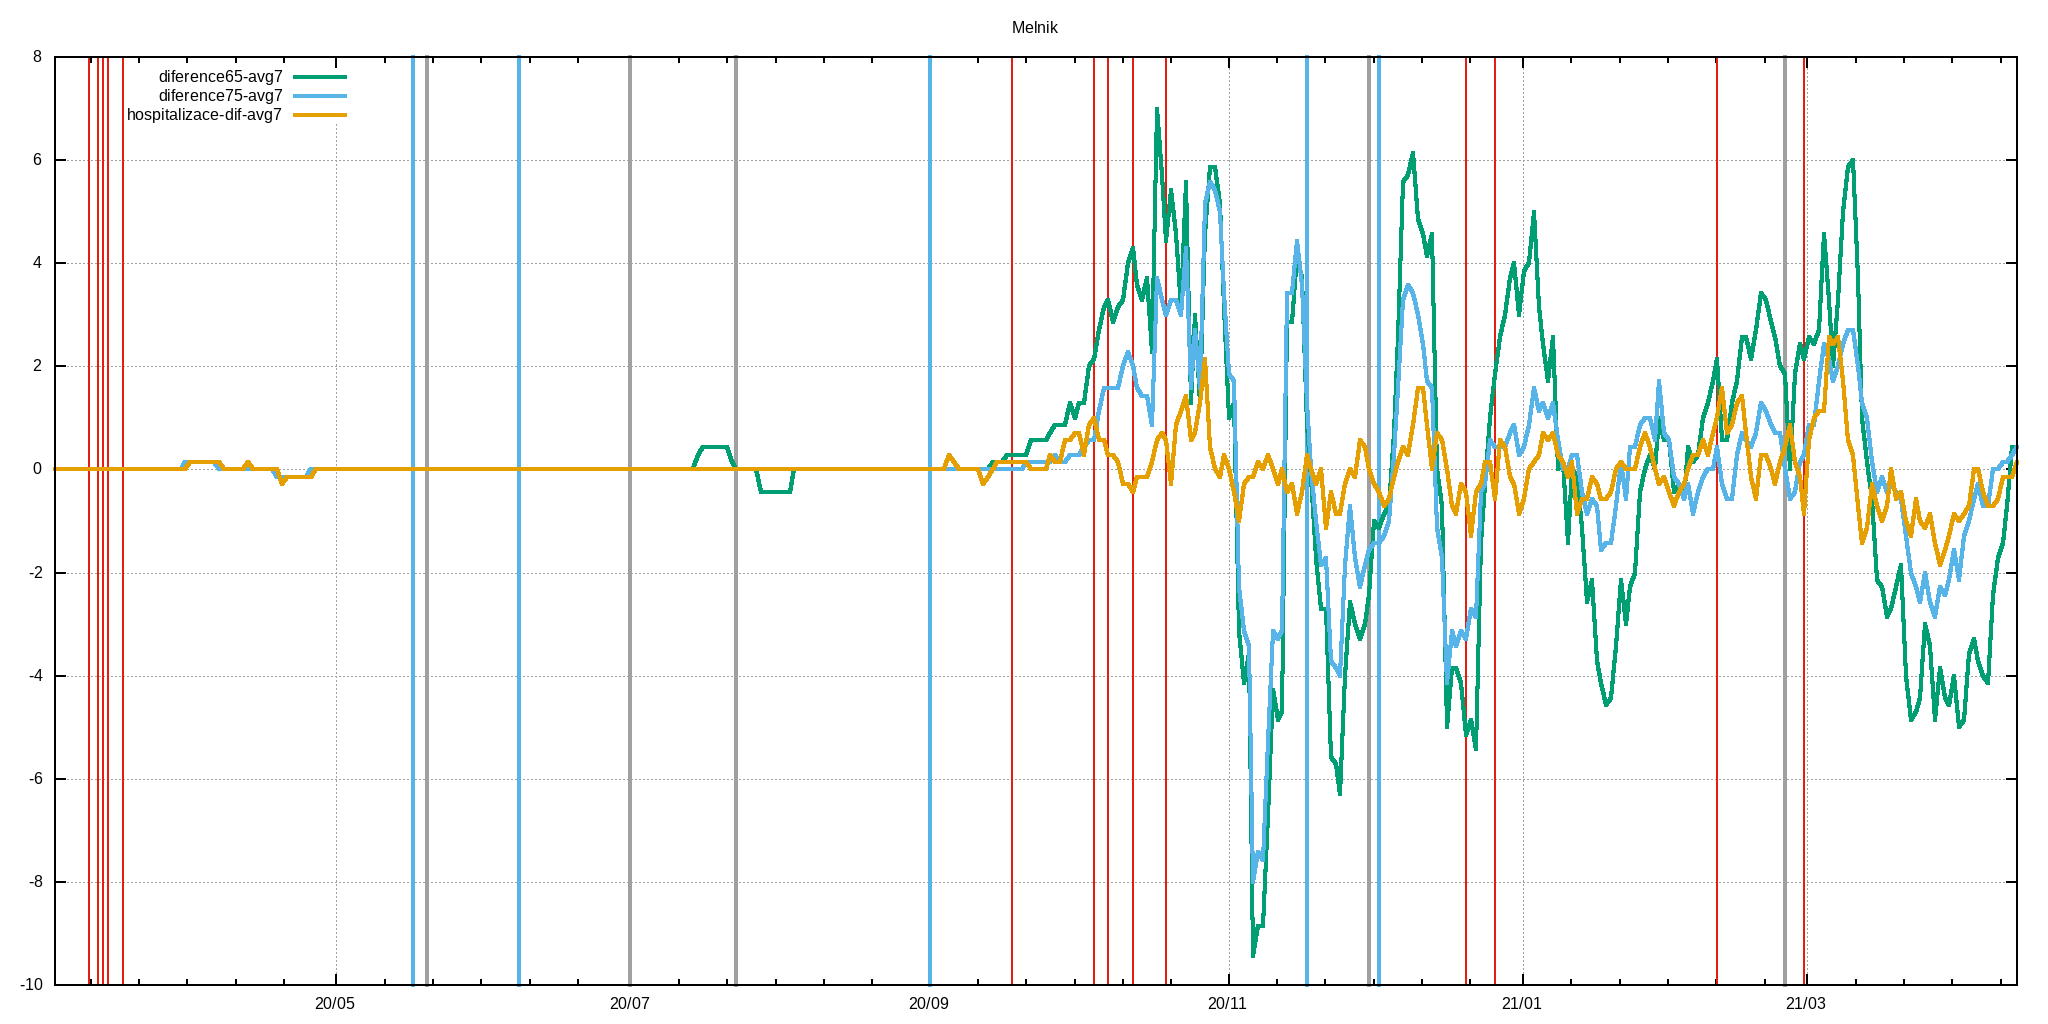 Melnik
8
diference65-avg7
diference75-avg7
hospitalizace-dif-avg7
6
4
2
0
-2
-4
-6
-8
-10
20/05 20/07 20/09 20/11 21/01 21/03